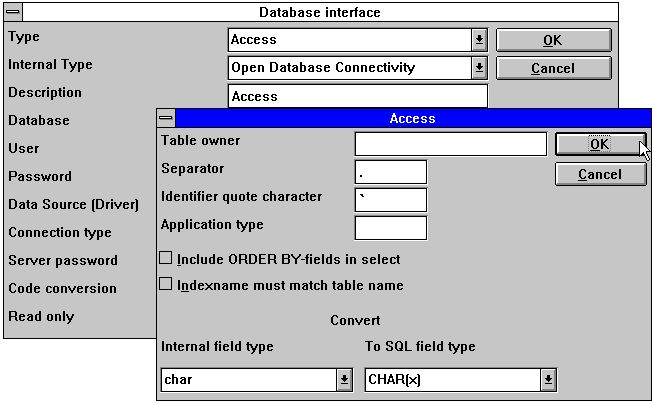 Database interface
Type
Access
OK
Internal Type
Open Database Connectivity
Cancel
Description
Access
Database
User
Password
Data Source (Driver)
Connection type
Server password
Code conversion
Read only
Access
Table owner
OK
Separator
.
Cancel
Identifier quote character
`
Application type
Include ORDER BY-fields in select
Indexname must match table name
Convert
Internal field type
To SQL field type
char
CHAR(x)